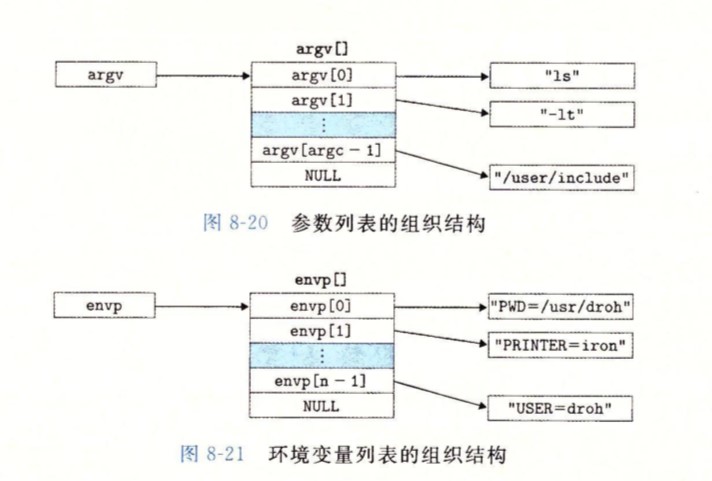 argv[]
argv
argv[0]
"ls"
argv[1]
"-lt"
⋮
argv[argc − 1]
"/user/include"
NULL
图 8-20 参数列表的组织结构
envp[]
envp
envp[0]
"PWD=/usr/droh"
envp[1]
"PRINTER=iron"
⋮
envp[n − 1]
"USER=droh"
NULL
图 8-21 环境变量列表的组织结构